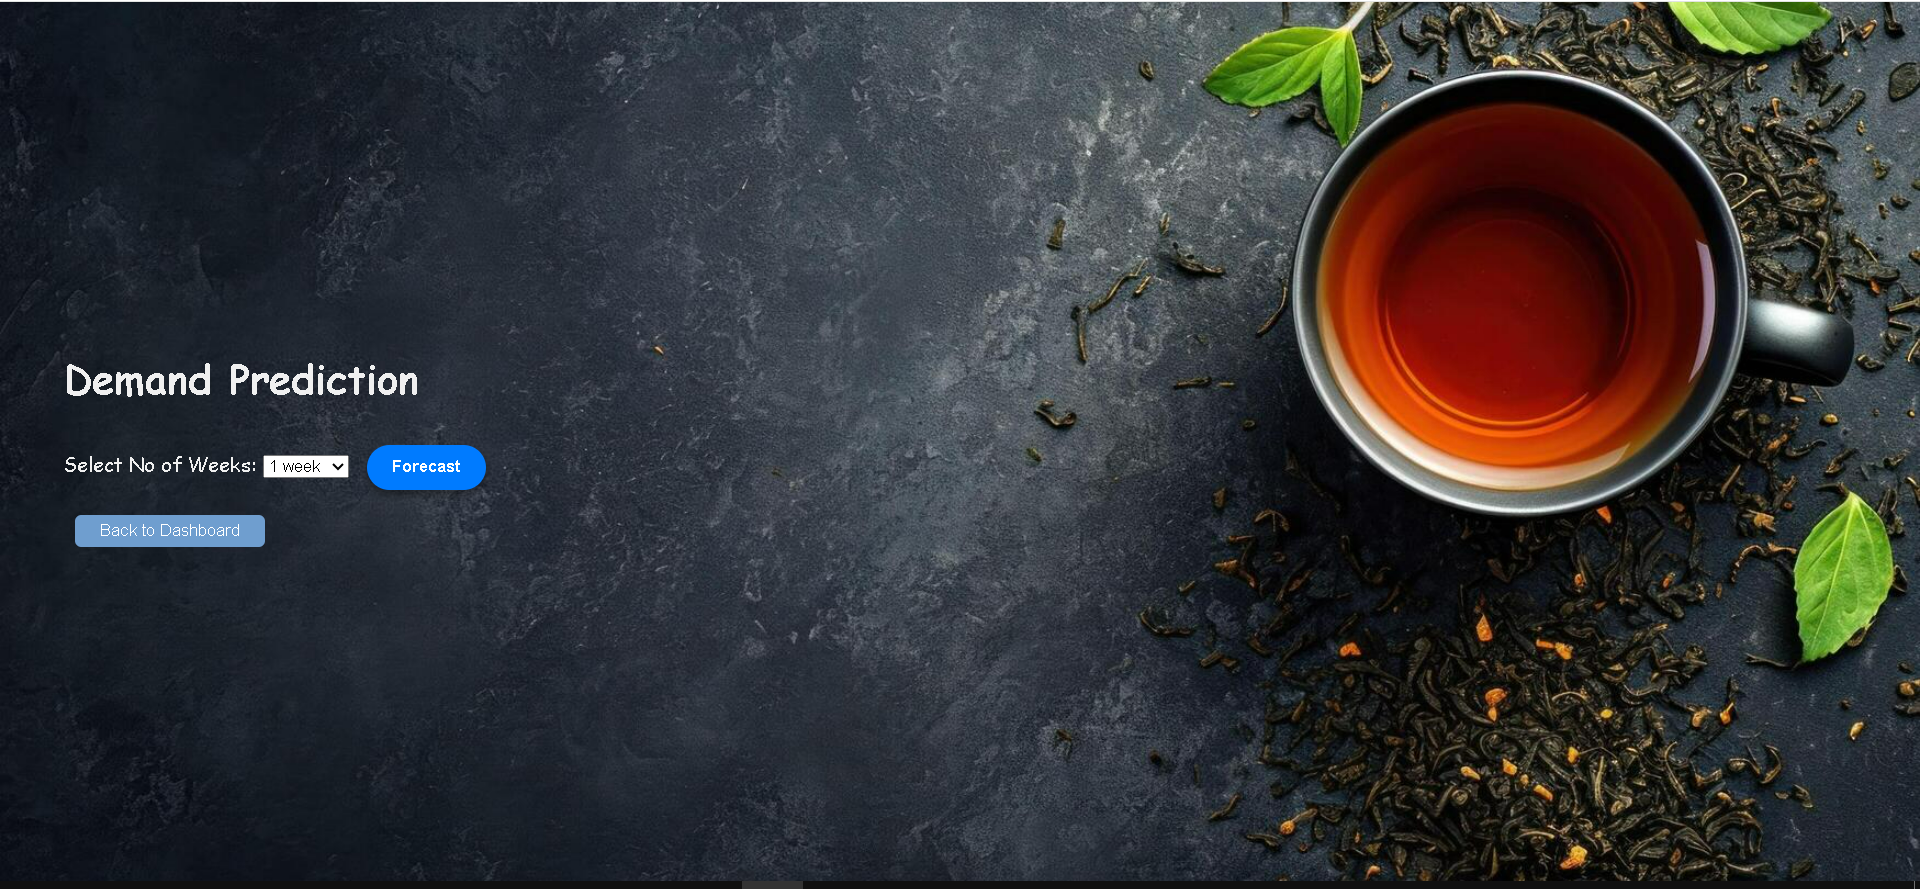 Demand Prediction
Select No of Weeks: 1 week Forecast
Back to Dashboard